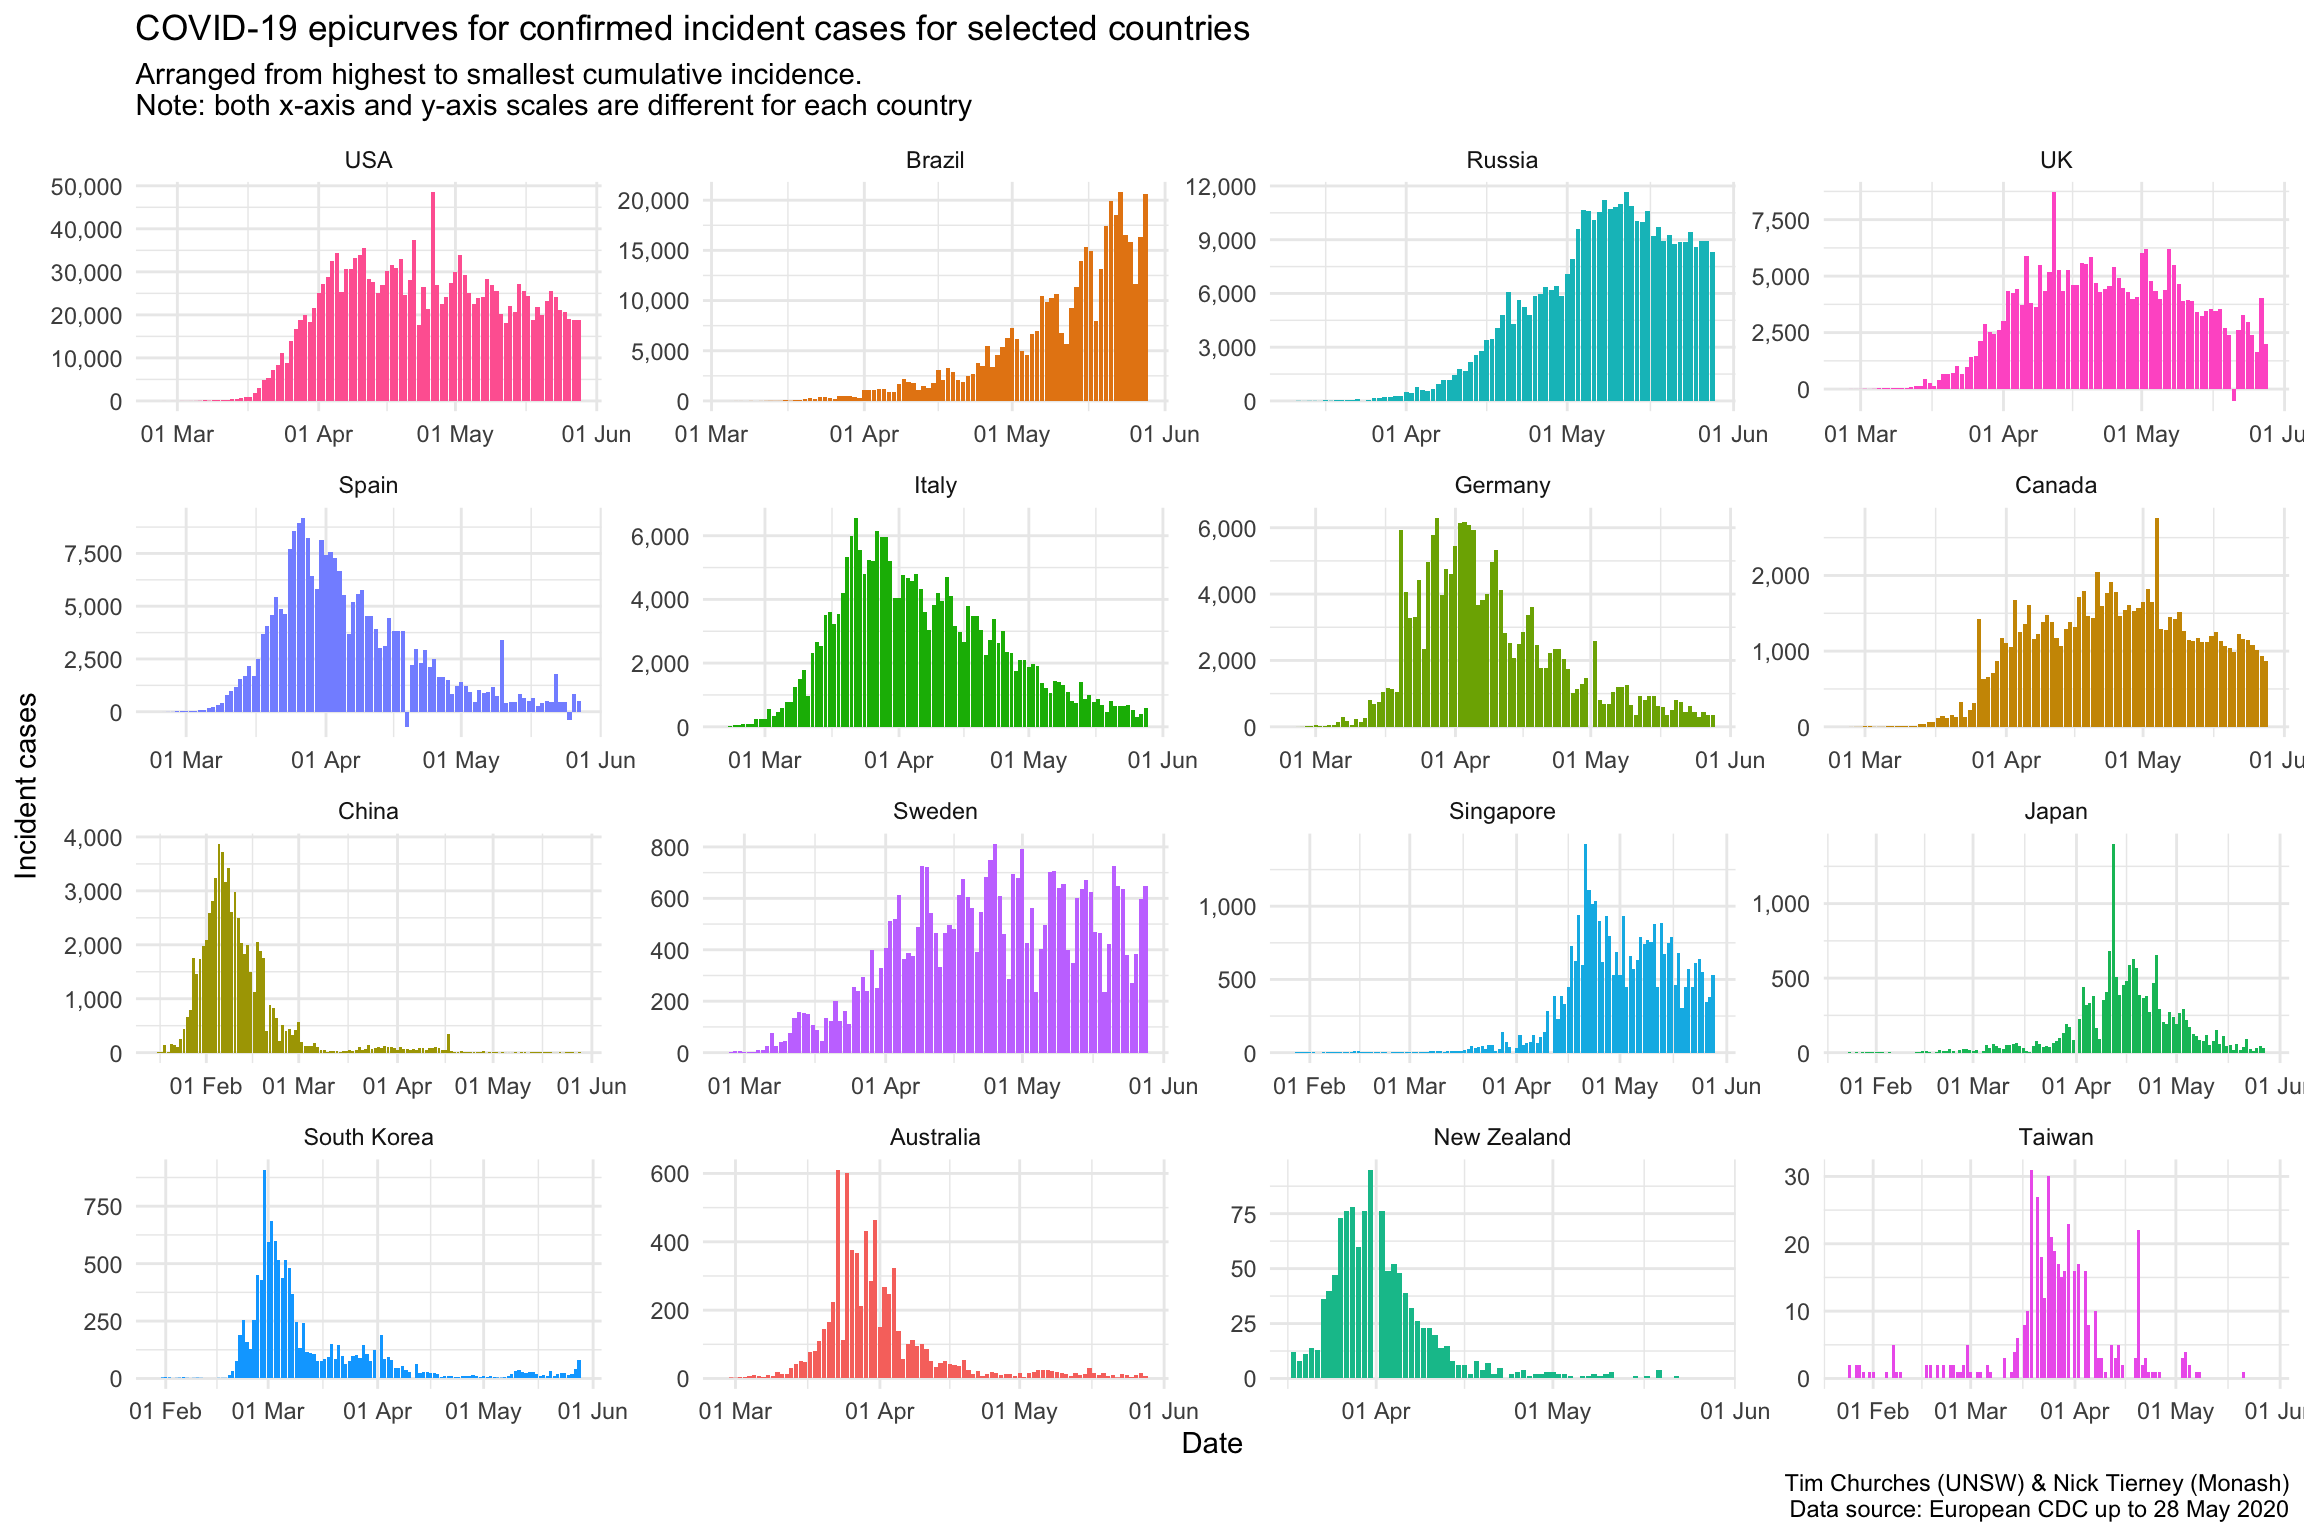 COVID-19 epicurves for confirmed incident cases for selected countries
Arranged from highest to smallest cumulative incidence.
Note: both x-axis and y-axis scales are different for each country
USA
50,000
40,000
30,000
20,000
10,000
0
01 Mar 01 Apr 01 May 01 Jun
Brazil
20,000
15,000
10,000
5,000
0
01 Mar 01 Apr 01 May 01 Jun
Russia
12,000
9,000
6,000
3,000
0
01 Apr 01 May 01 Jun
UK
7,500
5,000
2,500
0
01 Mar 01 Apr 01 May 01 Ju
Spain
7,500
5,000
2,500
0
01 Mar 01 Apr 01 May 01 Jun
Italy
6,000
4,000
2,000
0
01 Mar 01 Apr 01 May 01 Jun
Germany
6,000
4,000
2,000
0
01 Mar 01 Apr 01 May 01 Jun
Canada
2,000
1,000
0
01 Mar 01 Apr 01 May 01 Ju
Incident cases
China
4,000
3,000
2,000
1,000
0
01 Feb 01 Mar 01 Apr 01 May 01 Jun
Sweden
800
600
400
200
0
01 Mar 01 Apr 01 May 01 Jun
Singapore
1,000
500
0
01 Feb 01 Mar 01 Apr 01 May 01 Jun
Japan
1,000
500
0
01 Feb 01 Mar 01 Apr 01 May 01 Jun
South Korea
750
500
250
0
01 Feb 01 Mar 01 Apr 01 May 01 Jun
Australia
600
400
200
0
01 Mar 01 Apr 01 May 01 Jun
New Zealand
75
50
25
0
01 Apr 01 May 01 Jun
Taiwan
30
20
10
0
01 Feb 01 Mar 01 Apr 01 May 01 Jun
Date
Tim Churches (UNSW) & Nick Tierney (Monash)
Data source: European CDC up to 28 May 2020